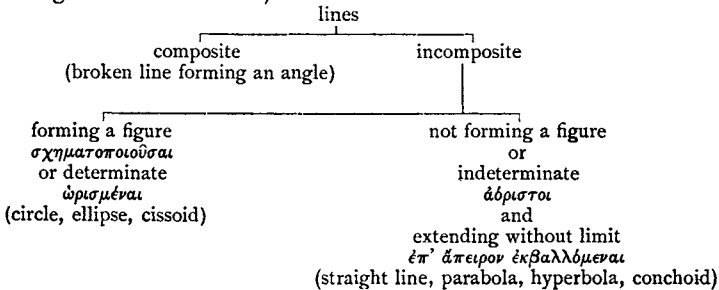 lines
composite
(broken line forming an angle)
incomposite
forming a figure
σχηματοποιοῦσαι
or determinate
ὡρισμέναι
(circle, ellipse, cissoid)
not forming a figure
or
indeterminate
ἀόριστοι
and
extending without limit
ἐπ’ ἄπειρον ἐκβαλλόμεναι
(straight line, parabola, hyperbola, conchoid)